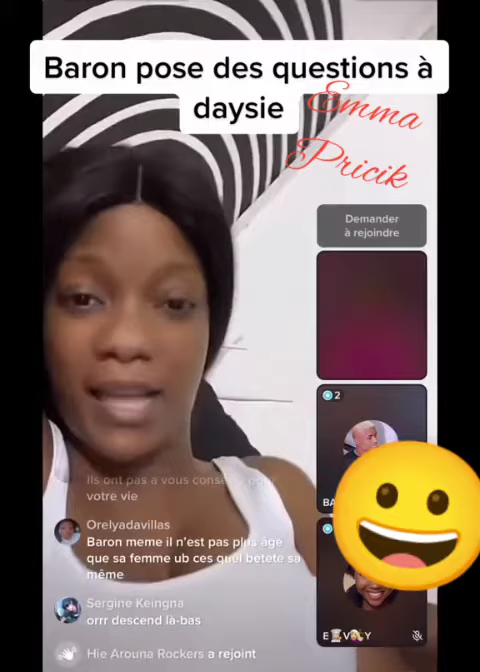 Baron pose des questions à
daysie
Emma
Pricik
Demander
à rejoindre
2
Ils ont pas a vous conse
votre vie
Orelyadavillas
Baron meme il n'est pas plus âge
que sa femme ub ces quel betete sa
même
Sergine Keingna
orrr descend là-bas
Hie Arouna Rockers a rejoint
BA
E V Y